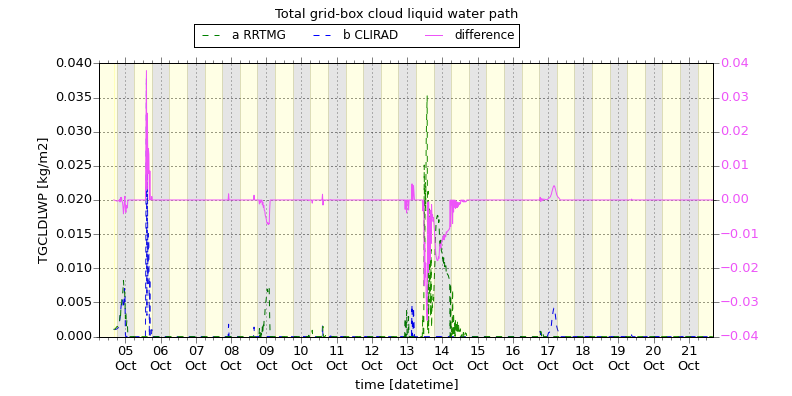 Total grid-box cloud liquid water path
a RRTMG b CLIRAD difference
0.040 0.04
0.035 0.03
0.030 0.02
0.025 0.01
0.020 0.00
0.015 −0.01
0.010 −0.02
0.005 −0.03
0.000 −0.04
TGCLDLWP [kg/m2]
05 06 07 08 09 10 11 12 13 14 15 16 17 18 19 20 21
Oct Oct Oct Oct Oct Oct Oct Oct Oct Oct Oct Oct Oct Oct Oct Oct Oct
time [datetime]